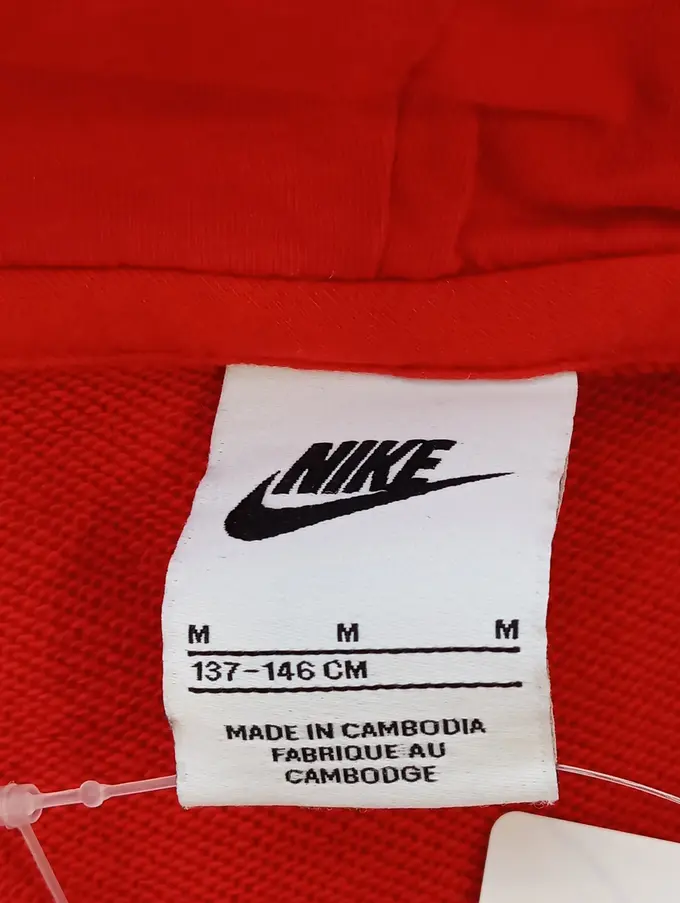 NIKE
M M M
137-146 CM
MADE IN CAMBODIA
FABRIQUE AU
CAMBODGE